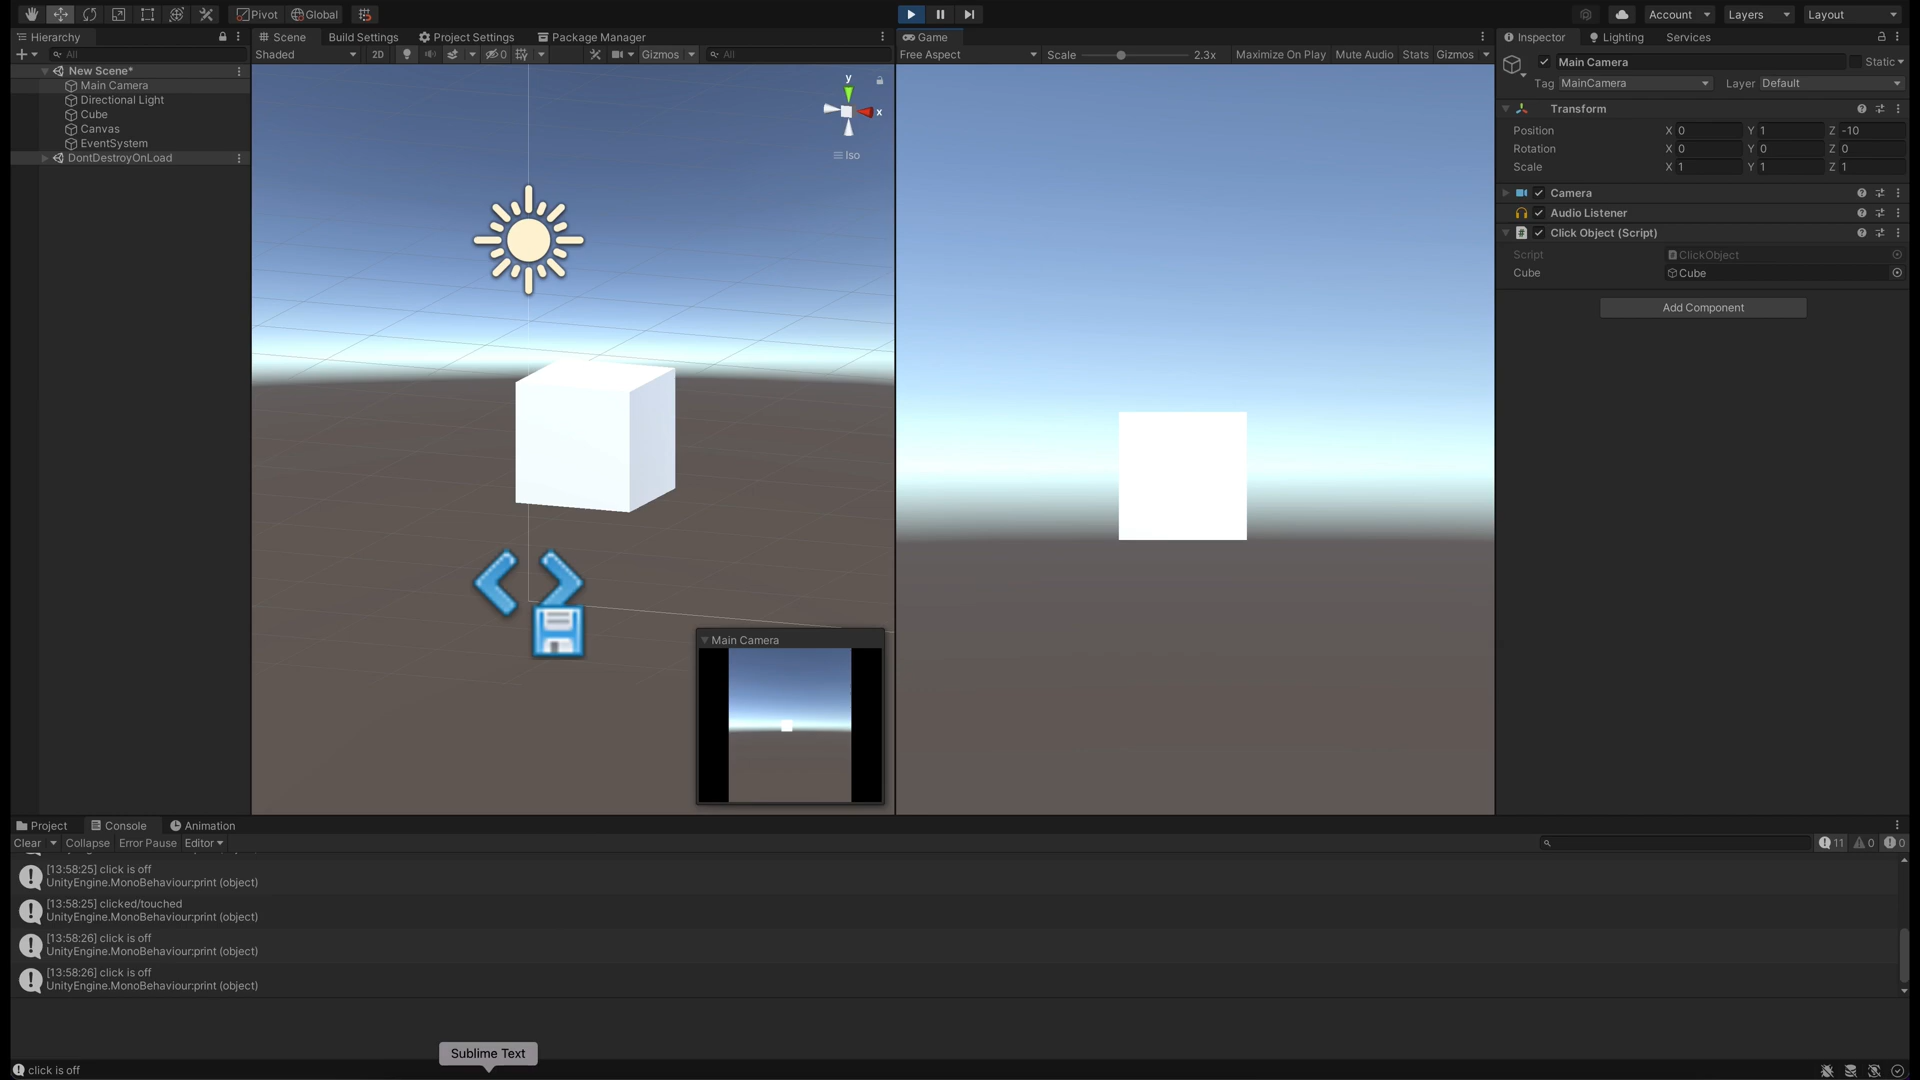 Pivot Global Account Layers Layout
Hierarchy
All
New Scene*
Main Camera
Directional Light
Cube
Canvas
EventSystem
DontDestroyOnLoad
Scene Build Settings Project Settings Package Manager
Shaded 2D 0 Gizmos All
y
x
Iso
Main Camera
Game
Free Aspect Scale 2.3x Maximize On Play Mute Audio Stats Gizmos
Inspector Lighting Services
Main Camera Static
Tag MainCamera Layer Default
Transform
Position X 0 Y 1 Z -10
Rotation X 0 Y 0 Z 0
Scale X 1 Y 1 Z 1
Camera
Audio Listener
# Click Object (Script)
Script ClickObject
Cube Cube
Add Component
Project Console Animation
Clear Collapse Error Pause Editor 11 0 0
[13:58:25] click is off
UnityEngine.MonoBehaviour:print (object)
[13:58:25] clicked/touched
UnityEngine.MonoBehaviour:print (object)
[13:58:26] click is off
UnityEngine.MonoBehaviour:print (object)
[13:58:26] click is off
UnityEngine.MonoBehaviour:print (object)
Sublime Text
click is off